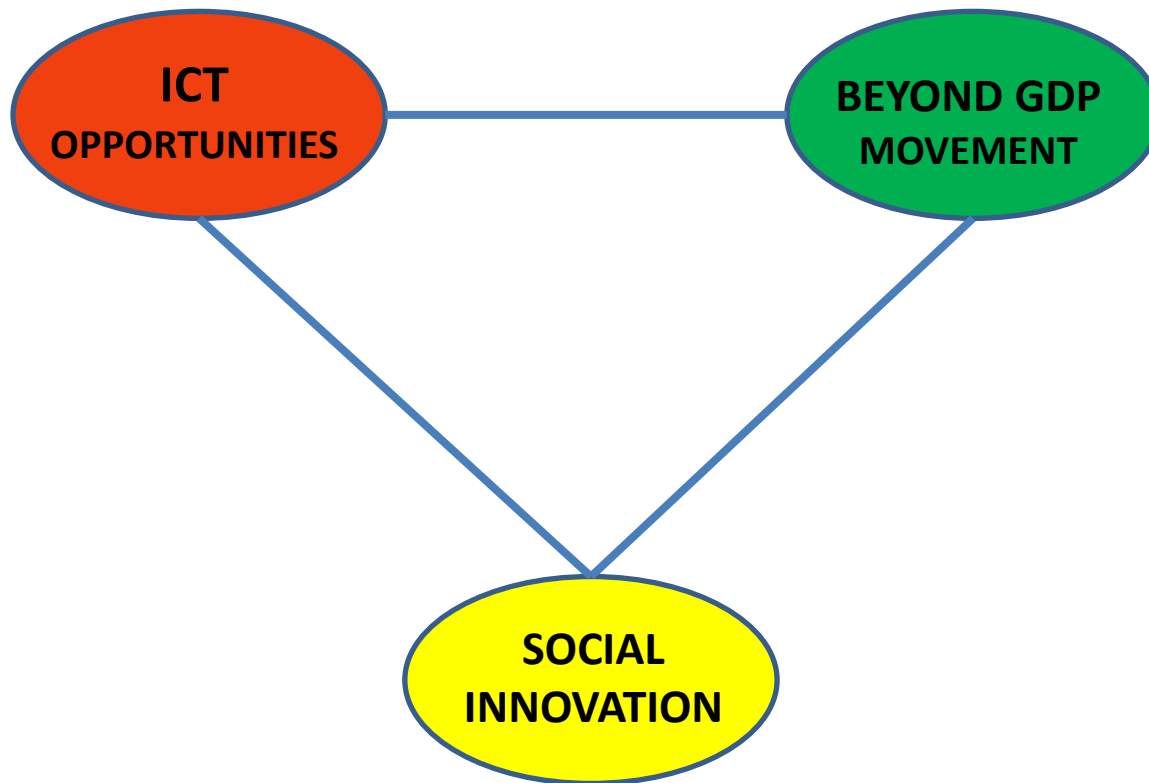 ICT
OPPORTUNITIES
BEYOND GDP
MOVEMENT
SOCIAL
INNOVATION